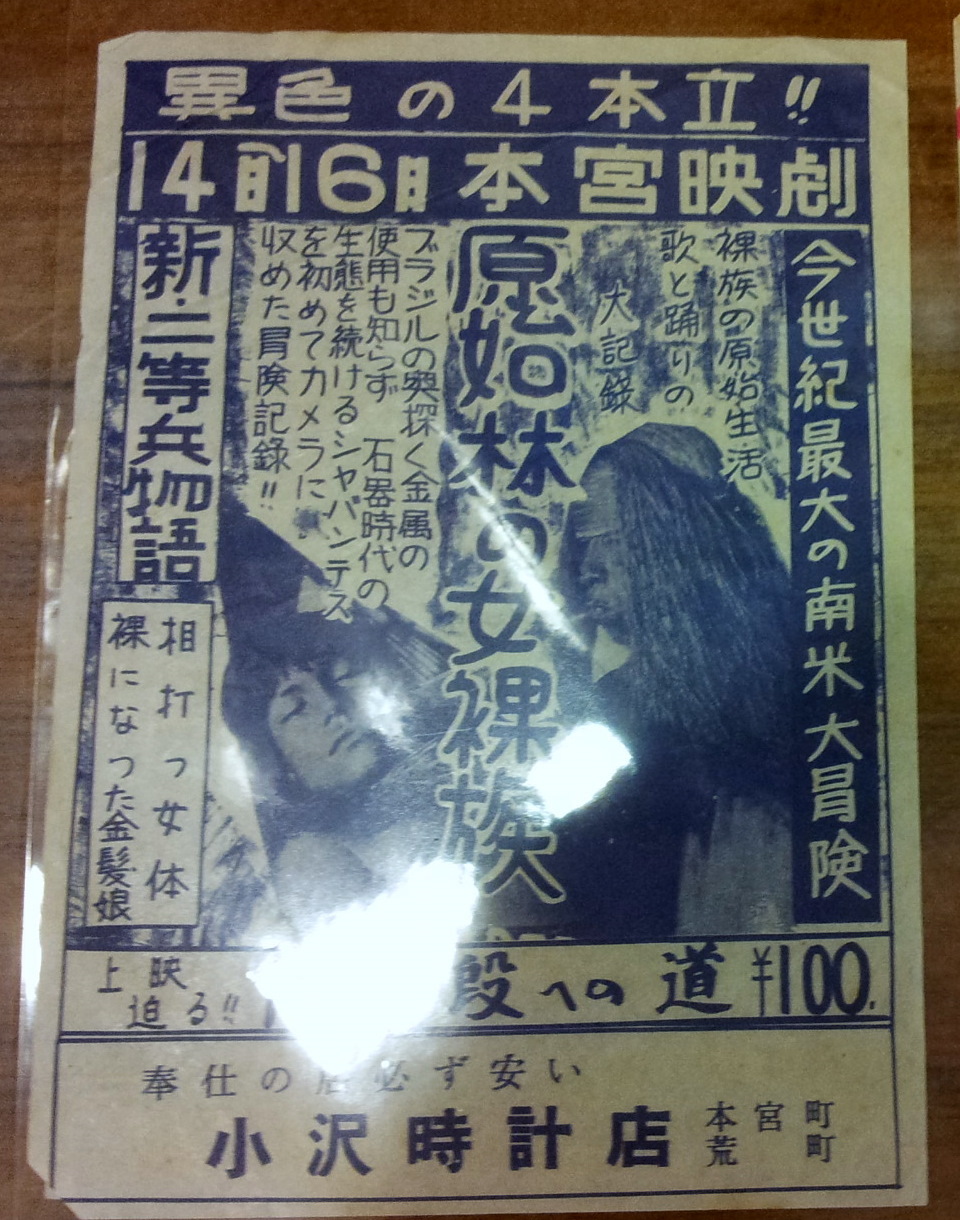 異色の4本立!!
14日16日 本宮映劇
今世紀最大の南米大冒険
裸族の原始生活
歌と踊りの
大記録
原始林の女裸族
ブラジルの奥探く金属の
使用も知らず 石器時代の
生態を続けるシャバンテス
を初めてカメラに
収めた冒険記録!!
新・二等兵物語
相打つ女体
裸になった金髪娘
上映
迫る!!
殿への道 ¥100.
奉仕の店必ず安い
小沢時計店
本宮町
荒町